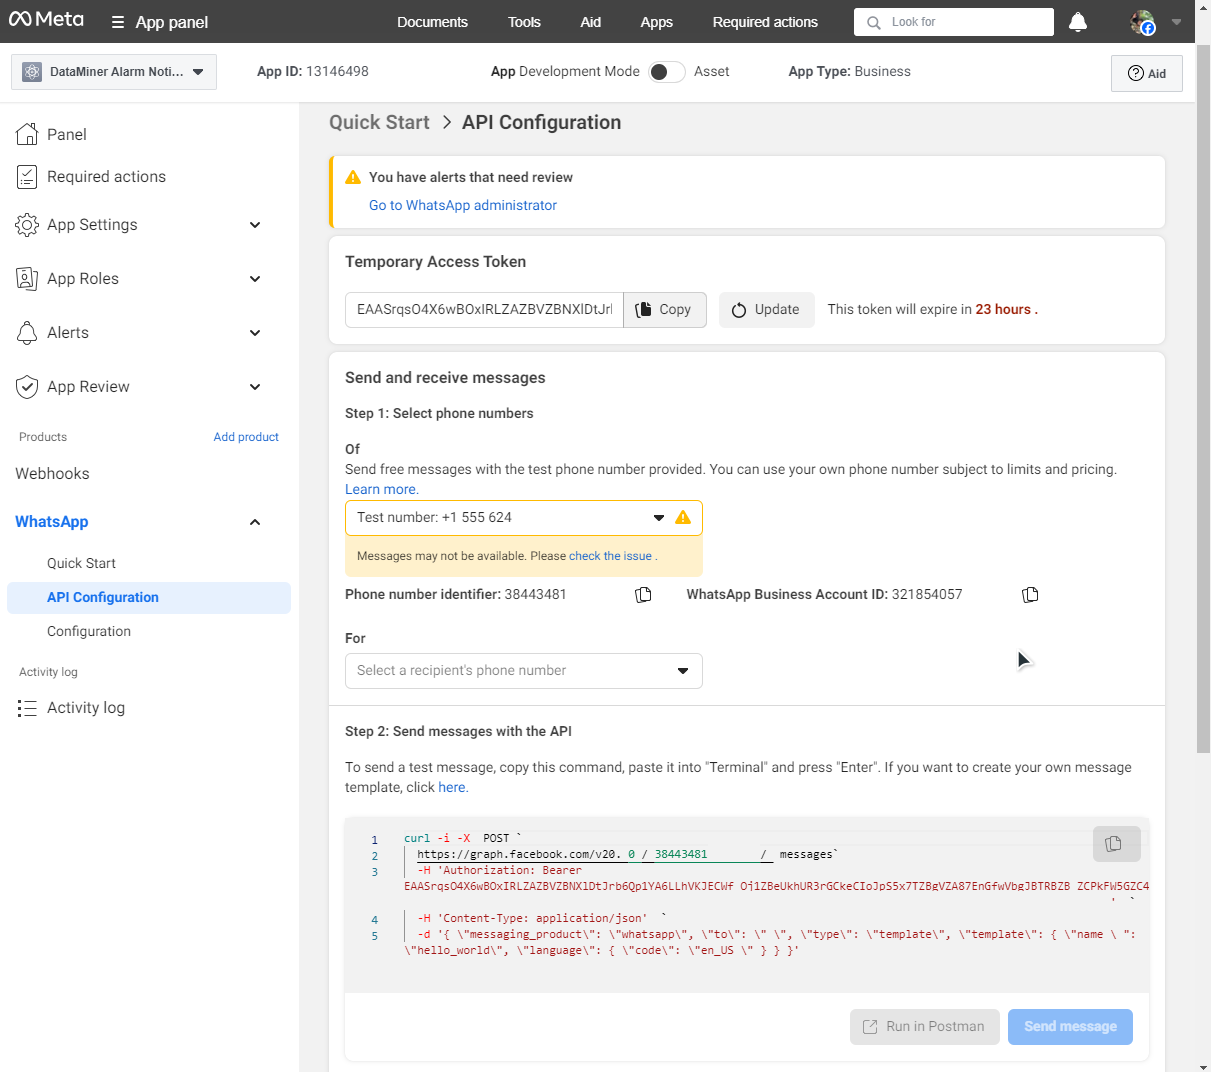 Meta
App panel
Documents
Tools
Aid
Apps
Required actions
Look for
DataMiner Alarm Noti...
App ID: 13146498
App Development Mode
Asset
App Type: Business
Aid
Panel
Required actions
App Settings
App Roles
Alerts
App Review
Products
Add product
Webhooks
WhatsApp
Quick Start
API Configuration
Configuration
Activity log
Activity log
Quick Start > API Configuration
You have alerts that need review
Go to WhatsApp administrator
Temporary Access Token
EAASrqsO4X6wBOxIRLZAZBVZBNXlDtJrl
Copy
Update
This token will expire in 23 hours .
Send and receive messages
Step 1: Select phone numbers
Of
Send free messages with the test phone number provided. You can use your own phone number subject to limits and pricing.
Learn more.
Test number: +1 555 624
Messages may not be available. Please check the issue .
Phone number identifier: 38443481
WhatsApp Business Account ID: 321854057
For
Select a recipient's phone number
Step 2: Send messages with the API
To send a test message, copy this command, paste it into "Terminal" and press "Enter". If you want to create your own message
template, click here.
1 curl -i -X POST `
2 https://graph.facebook.com/v20. 0 / 38443481 / messages`
3 -H 'Authorization: Bearer
EAASrqsO4X6wBOxIRLZAZBVZBNXlDtJrb6Qp1YA6LLhVKJECWf Oj1ZBeUkhUR3rGCkeCIoJpS5x7TZBgVZA87EnGfwVbgJBTRBZB ZCPkFW5GZC4
' `
4 -H 'Content-Type: application/json' `
5 -d '{ \"messaging_product\": \"whatsapp\", \"to\": \" \", \"type\": \"template\", \"template\": { \"name \ ":
\"hello_world\", \"language\": { \"code\": \"en_US \" } } }'
Run in Postman
Send message